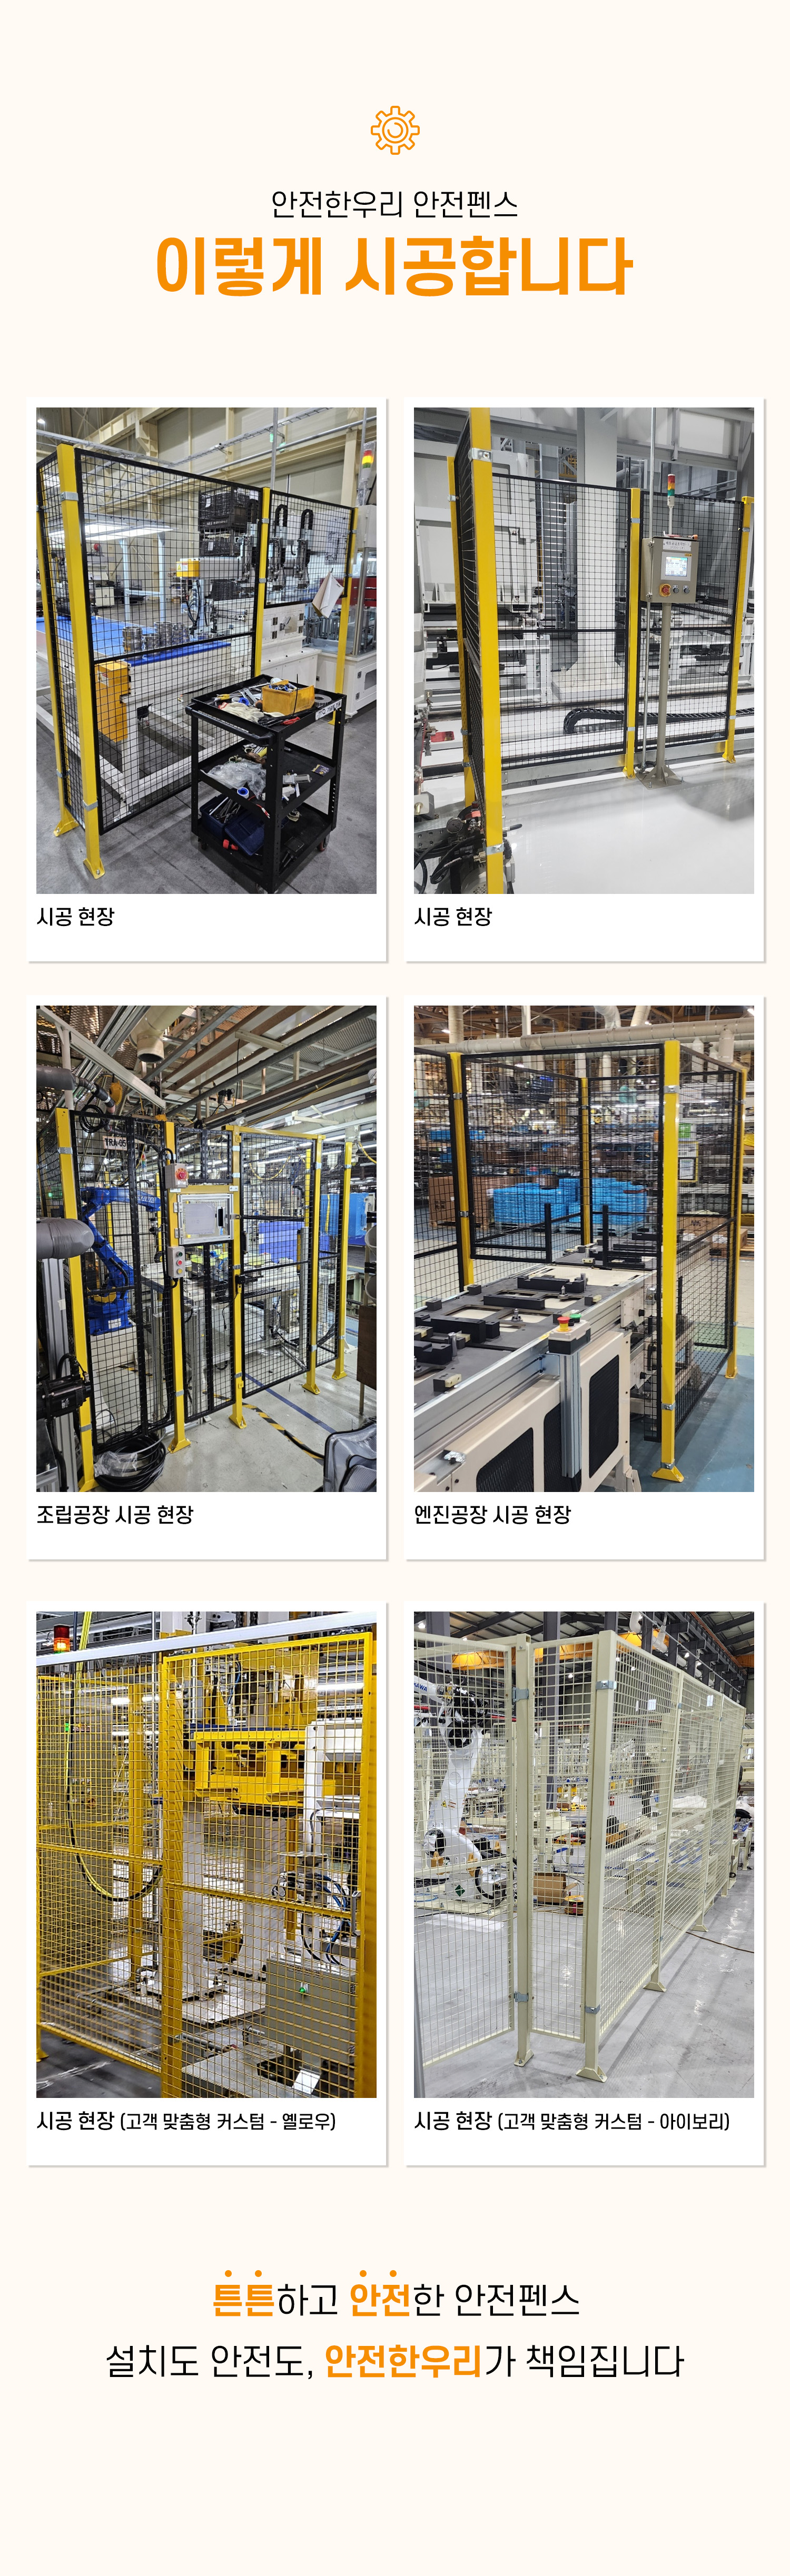 안전한우리 안전펜스
이렇게 시공합니다
시공 현장
시공 현장
조립공장 시공 현장
엔진공장 시공 현장
시공 현장 (고객 맞춤형 커스텀 - 옐로우)
시공 현장 (고객 맞춤형 커스텀 - 아이보리)
튼튼하고 안전한 안전펜스
설치도 안전도, 안전한우리가 책임집니다